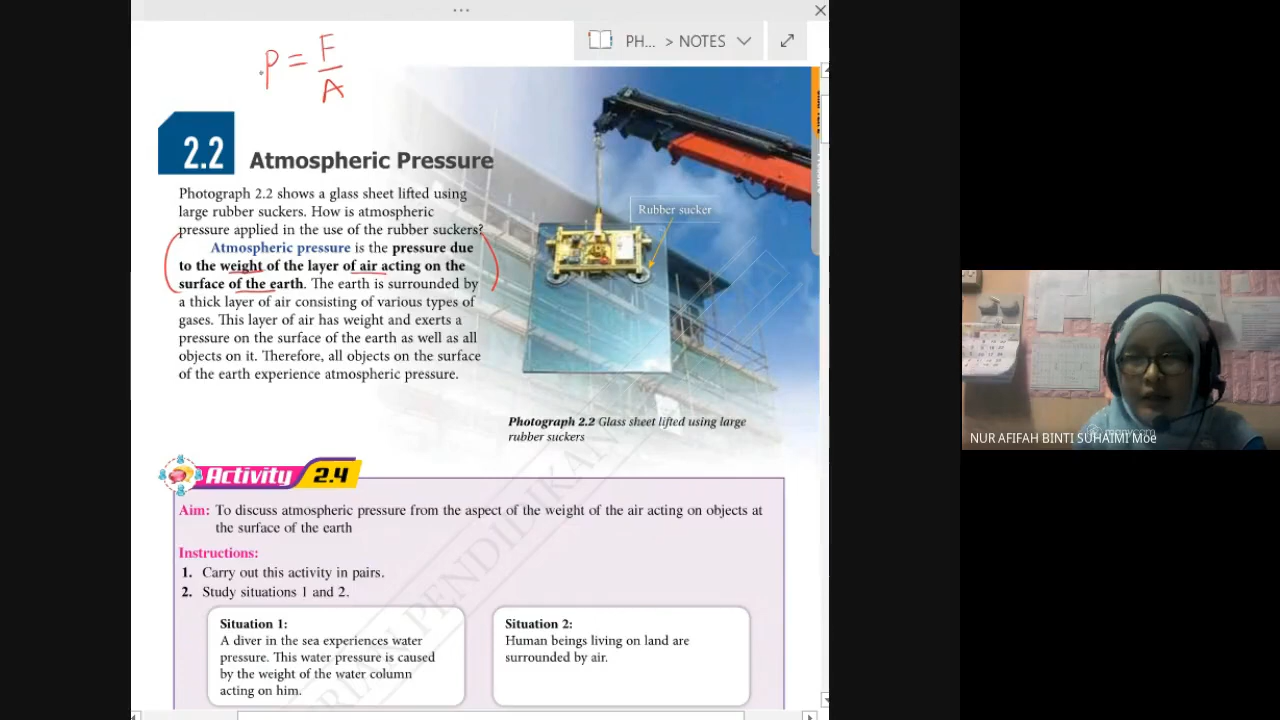 PH... > NOTES
P = F
A
2.2 Atmospheric Pressure
Photograph 2.2 shows a glass sheet lifted using
large rubber suckers. How is atmospheric
pressure applied in the use of the rubber suckers?
Atmospheric pressure is the pressure due
to the weight of the layer of air acting on the
surface of the earth. The earth is surrounded by
a thick layer of air consisting of various types of
gases. This layer of air has weight and exerts a
pressure on the surface of the earth as well as all
objects on it. Therefore, all objects on the surface
of the earth experience atmospheric pressure.
Rubber sucker
Photograph 2.2 Glass sheet lifted using large
rubber suckers
Activity 2.4
Aim: To discuss atmospheric pressure from the aspect of the weight of the air acting on objects at
the surface of the earth
Instructions:
1. Carry out this activity in pairs.
2. Study situations 1 and 2.
Situation 1:
A diver in the sea experiences water
pressure. This water pressure is caused
by the weight of the water column
acting on him.
Situation 2:
Human beings living on land are
surrounded by air.
NUR AFIFAH BINTI SUHAIMI Moe